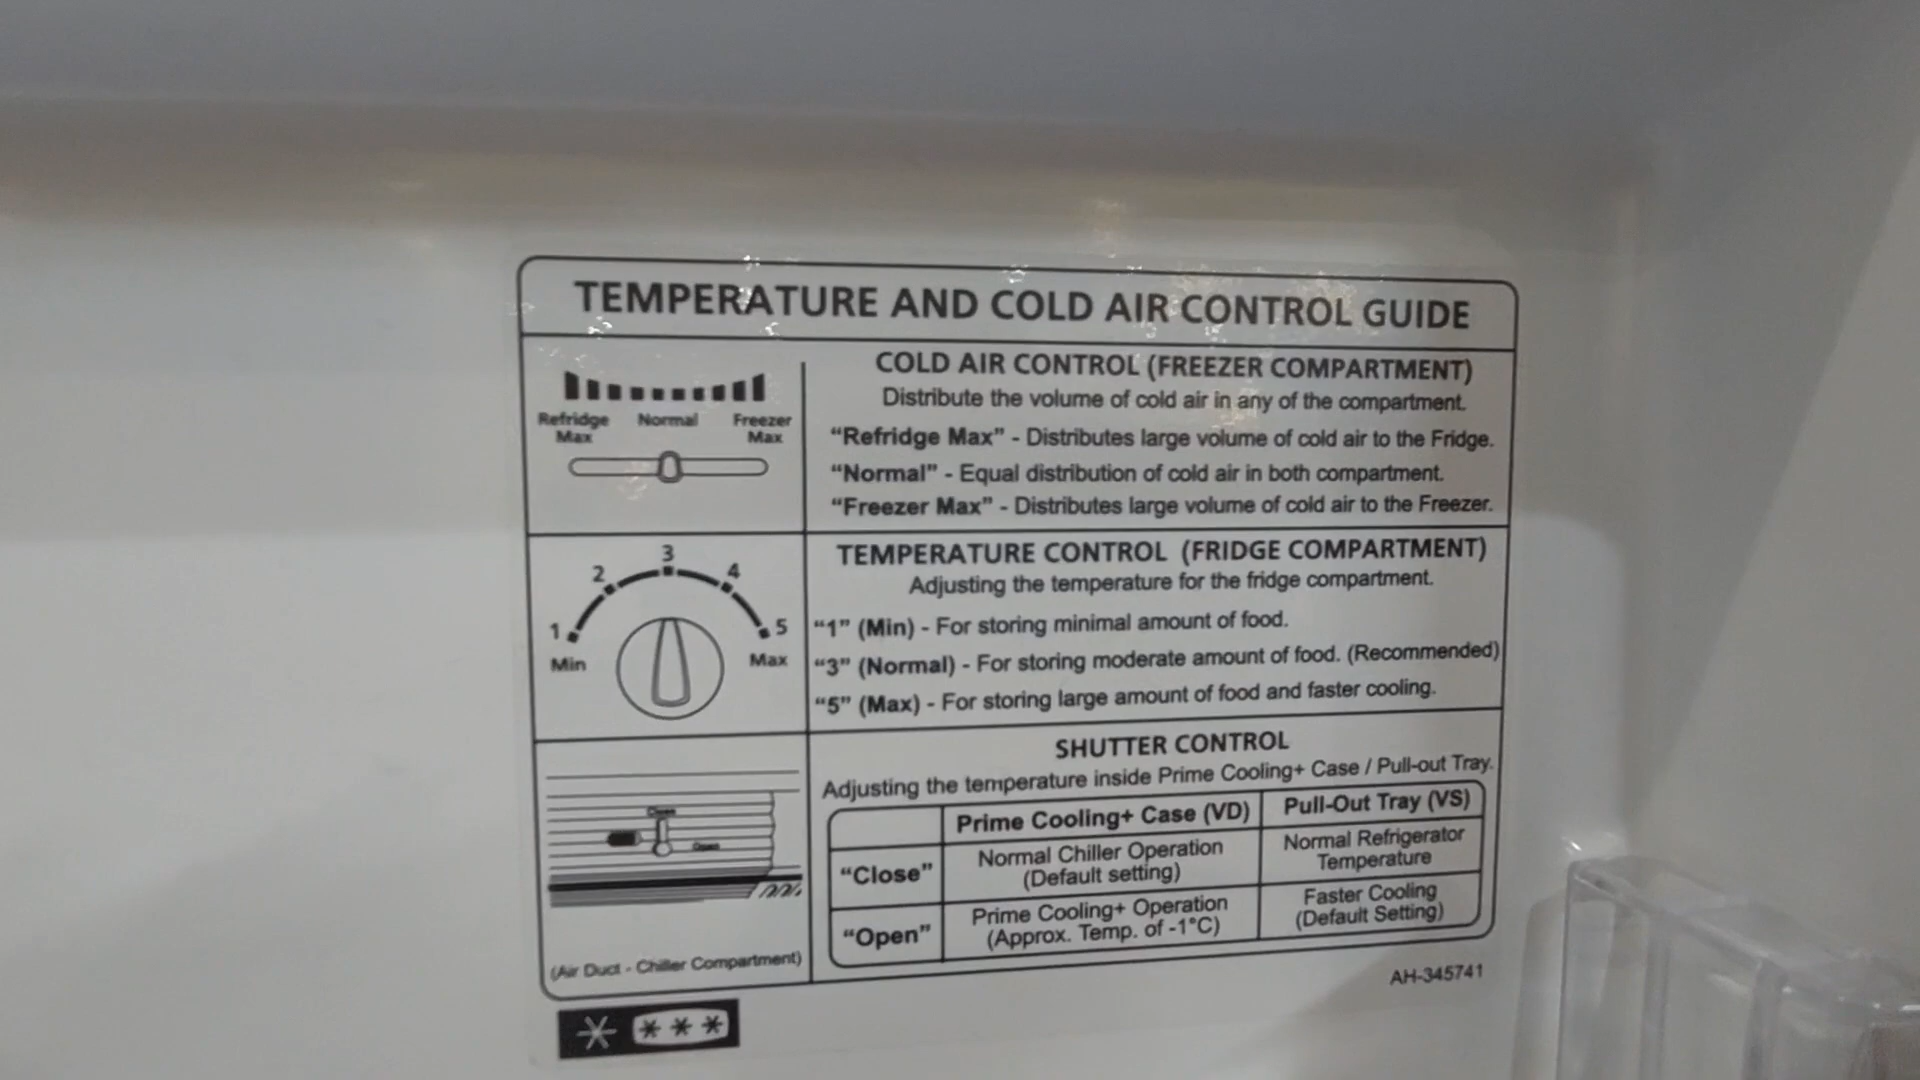 TEMPERATURE AND COLD AIR CONTROL GUIDE
Refridge Max
Normal
Freezer Max
COLD AIR CONTROL (FREEZER COMPARTMENT)
Distribute the volume of cold air in any of the compartment.
“Refridge Max” - Distributes large volume of cold air to the Fridge.
“Normal” - Equal distribution of cold air in both compartment.
“Freezer Max” - Distributes large volume of cold air to the Freezer.
1
2
3
4
5
Min
Max
TEMPERATURE CONTROL (FRIDGE COMPARTMENT)
Adjusting the temperature for the fridge compartment.
“1” (Min) - For storing minimal amount of food.
“3” (Normal) - For storing moderate amount of food. (Recommended)
“5” (Max) - For storing large amount of food and faster cooling.
Open
(Air Duct - Chiller Compartment)
SHUTTER CONTROL
Adjusting the temperature inside Prime Cooling+ Case / Pull-out Tray.
Prime Cooling+ Case (VD)
Pull-Out Tray (VS)
“Close”
Normal Chiller Operation
(Default setting)
Normal Refrigerator
Temperature
“Open”
Prime Cooling+ Operation
(Approx. Temp. of -1°C)
Faster Cooling
(Default Setting)
AH-345741